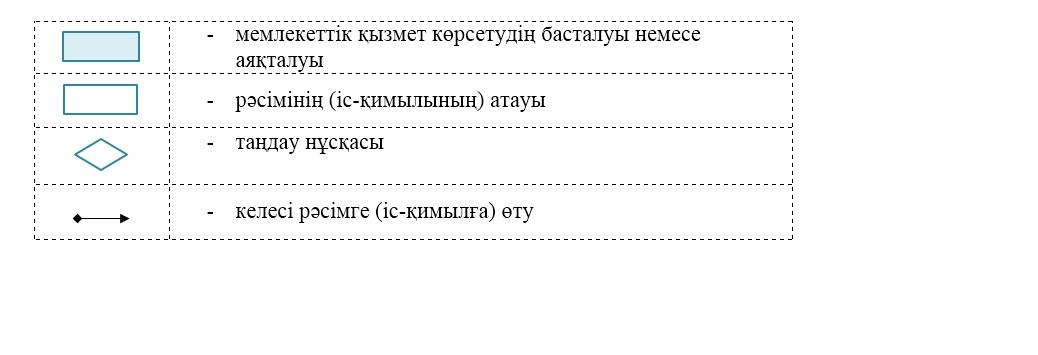 - мемлекеттік қызмет көрсетудің басталуы немесе
аяқталуы
- рәсімінің (іс-қимылының) атауы
- таңдау нұсқасы
- келесі рәсімге (іс-қимылға) өту